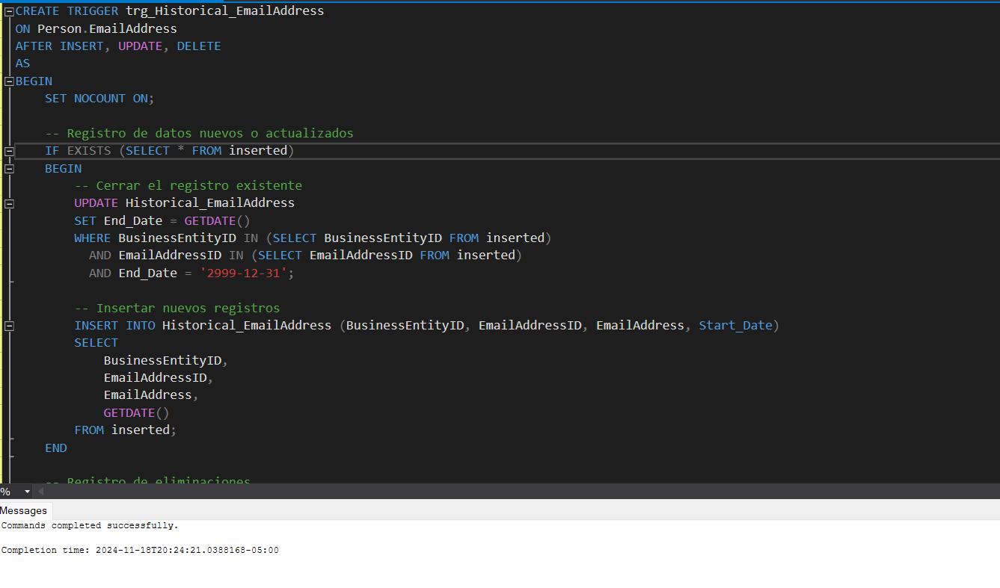 CREATE TRIGGER trg_Historical_EmailAddress
ON Person.EmailAddress
AFTER INSERT, UPDATE, DELETE
AS
BEGIN
    SET NOCOUNT ON;
    -- Registro de datos nuevos o actualizados
    IF EXISTS (SELECT * FROM inserted)
    BEGIN
        -- Cerrar el registro existente
        UPDATE Historical_EmailAddress
        SET End_Date = GETDATE()
        WHERE BusinessEntityID IN (SELECT BusinessEntityID FROM inserted)
          AND EmailAddressID IN (SELECT EmailAddressID FROM inserted)
          AND End_Date = '2999-12-31';
        -- Insertar nuevos registros
        INSERT INTO Historical_EmailAddress (BusinessEntityID, EmailAddressID, EmailAddress, Start_Date)
        SELECT
            BusinessEntityID,
            EmailAddressID,
            EmailAddress,
            GETDATE()
        FROM inserted;
    END
    -- Registro de eliminaciones
%
Messages
Commands completed successfully.
Completion time: 2024-11-18T20:24:21.0388168-05:00